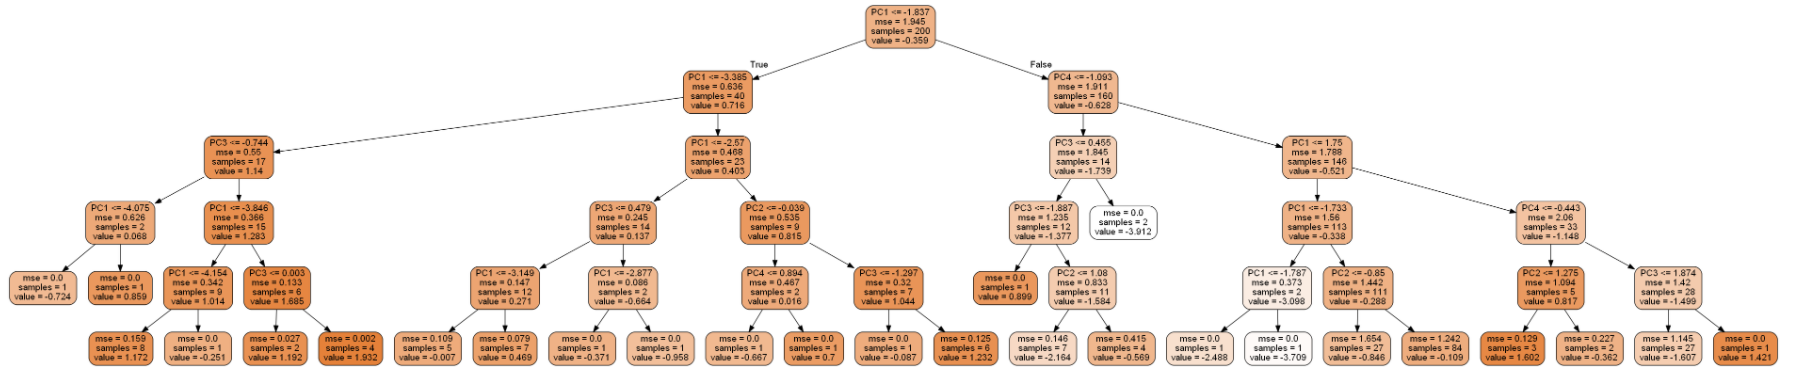 PC1 <= -1.837
mse = 1.945
samples = 200
value = -0.359
True
False
PC1 <= -3.385
mse = 0.636
samples = 40
value = 0.716
PC4 <= -1.093
mse = 1.911
samples = 160
value = -0.628
PC3 <= -0.744
mse = 0.55
samples = 17
value = 1.14
PC1 <= -2.57
mse = 0.468
samples = 23
value = 0.403
PC3 <= 0.455
mse = 1.845
samples = 14
value = -1.739
PC1 <= 1.75
mse = 1.788
samples = 146
value = -0.521
PC1 <= -4.075
mse = 0.626
samples = 2
value = 0.068
PC1 <= -3.846
mse = 0.366
samples = 15
value = 1.283
PC3 <= 0.479
mse = 0.245
samples = 14
value = 0.137
PC2 <= -0.039
mse = 0.535
samples = 9
value = 0.815
PC3 <= -1.887
mse = 1.235
samples = 12
value = -1.377
mse = 0.0
samples = 2
value = -3.912
PC1 <= -1.733
mse = 1.56
samples = 113
value = -0.338
PC4 <= -0.443
mse = 2.06
samples = 33
value = -1.148
mse = 0.0
samples = 1
value = -0.724
mse = 0.0
samples = 1
value = 0.859
PC1 <= -4.154
mse = 0.342
samples = 9
value = 1.014
PC3 <= 0.003
mse = 0.133
samples = 6
value = 1.685
PC1 <= -3.149
mse = 0.147
samples = 12
value = 0.271
PC1 <= -2.877
mse = 0.086
samples = 2
value = -0.664
PC4 <= 0.894
mse = 0.467
samples = 2
value = 0.016
PC3 <= -1.297
mse = 0.32
samples = 7
value = 1.044
mse = 0.0
samples = 1
value = 0.899
PC2 <= 1.08
mse = 0.833
samples = 11
value = -1.584
PC1 <= -1.787
mse = 0.373
samples = 2
value = -3.098
PC2 <= -0.85
mse = 1.442
samples = 111
value = -0.288
PC2 <= 1.275
mse = 1.094
samples = 5
value = 0.817
PC3 <= 1.874
mse = 1.42
samples = 28
value = -1.499
mse = 0.159
samples = 8
value = 1.172
mse = 0.0
samples = 1
value = -0.251
mse = 0.027
samples = 2
value = 1.192
mse = 0.002
samples = 4
value = 1.932
mse = 0.109
samples = 5
value = -0.007
mse = 0.079
samples = 7
value = 0.469
mse = 0.0
samples = 1
value = -0.371
mse = 0.0
samples = 1
value = -0.958
mse = 0.0
samples = 1
value = -0.667
mse = 0.0
samples = 1
value = 0.7
mse = 0.0
samples = 1
value = -0.087
mse = 0.125
samples = 6
value = 1.232
mse = 0.146
samples = 7
value = -2.164
mse = 0.415
samples = 4
value = -0.569
mse = 0.0
samples = 1
value = -2.488
mse = 0.0
samples = 1
value = -3.709
mse = 1.654
samples = 27
value = -0.846
mse = 1.242
samples = 84
value = -0.109
mse = 0.129
samples = 3
value = 1.602
mse = 0.227
samples = 2
value = -0.362
mse = 1.145
samples = 27
value = -1.607
mse = 0.0
samples = 1
value = 1.421